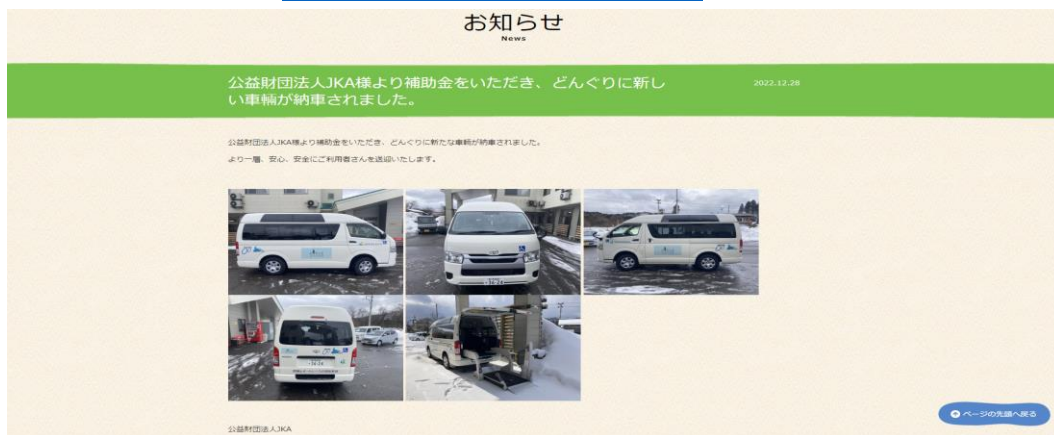 お知らせ
News
公益財団法人JKA様より補助金をいただき、どんぐりに新し
い車輌が納車されました。
2022.12.28
公益財団法人JKA様より補助金をいただき、どんぐりに新たな車輌が納車されました。
より一層、安心、安全にご利用者さんを送迎いたします。
公益財団法人JKA
ページの先頭へ戻る